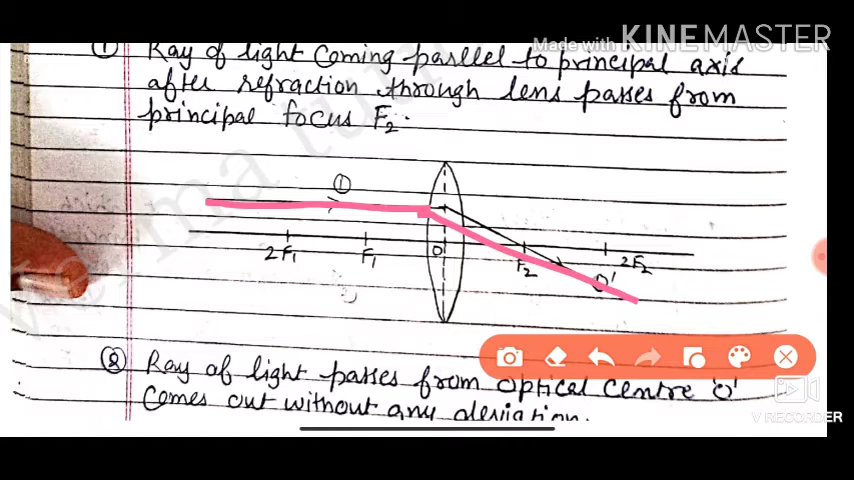 Made with KINEMASTER
① Ray of light Coming parllel to principal axis
after refraction through lens passes from
principal focus F₂.
①
2F₁ F₁ O F₂ 2F₂
O'
② Ray of light passes from optical centre 'O'
Comes out without any deviation.
V RECORDER